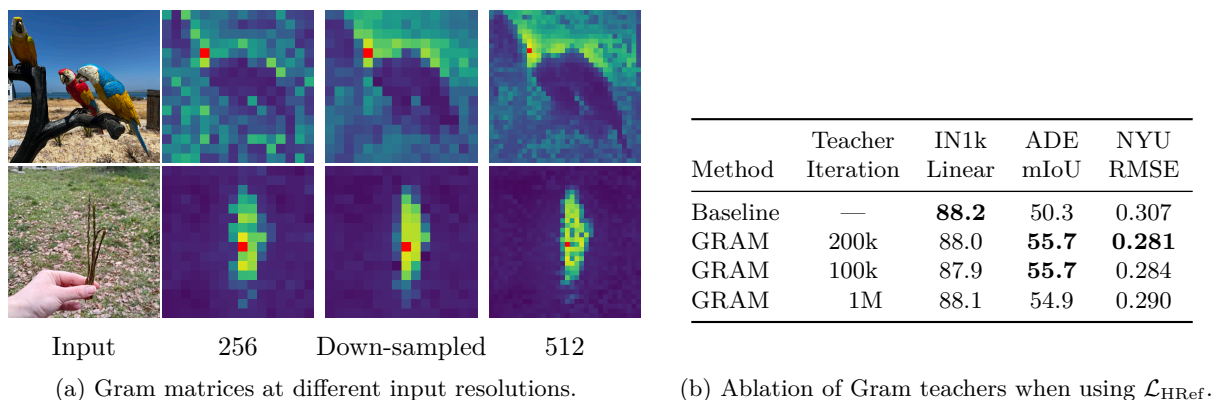 Input 256 Down-sampled 512
(a) Gram matrices at different input resolutions.
Teacher IN1k ADE NYU
Method Iteration Linear mIoU RMSE
Baseline — 88.2 50.3 0.307
GRAM 200k 88.0 55.7 0.281
GRAM 100k 87.9 55.7 0.284
GRAM 1M 88.1 54.9 0.290
(b) Ablation of Gram teachers when using ℒHRef.